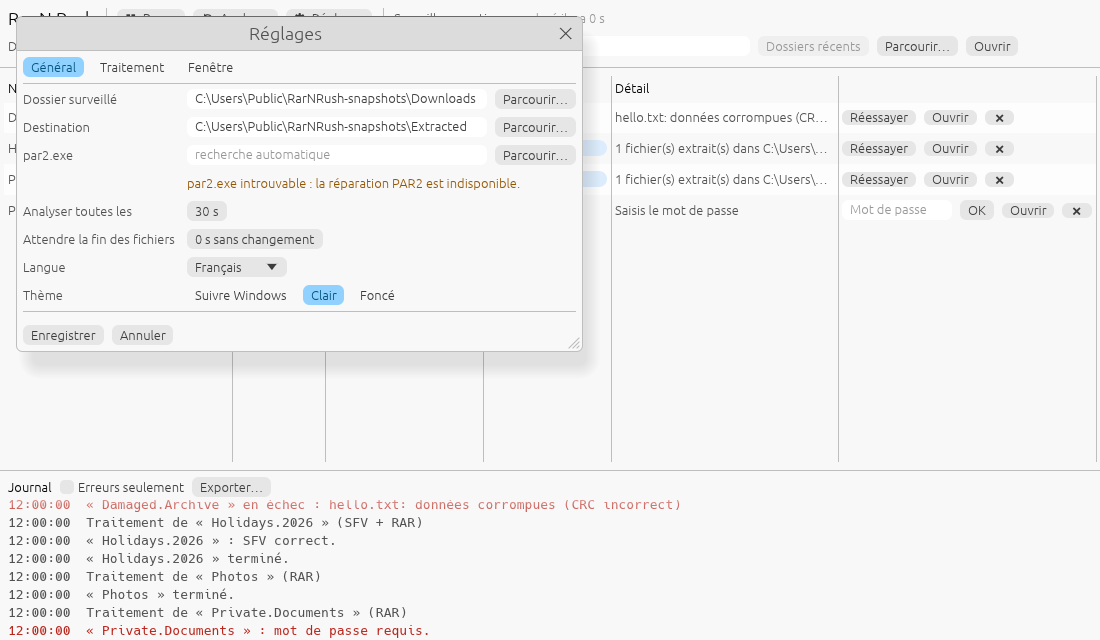 Réglages
Général Traitement Fenêtre
Dossier surveillé C:\Users\Public\RarNRush-snapshots\Downloads Parcourir…
Destination C:\Users\Public\RarNRush-snapshots\Extracted Parcourir…
par2.exe recherche automatique Parcourir…
par2.exe introuvable : la réparation PAR2 est indisponible.
Analyser toutes les 30 s
Attendre la fin des fichiers 0 s sans changement
Langue Français
Thème Suivre Windows Clair Foncé
Enregistrer Annuler
a 0 s
Dossiers récents Parcourir… Ouvrir
Détail
hello.txt: données corrompues (CRC… Réessayer Ouvrir ×
1 fichier(s) extrait(s) dans C:\Users\… Réessayer Ouvrir ×
1 fichier(s) extrait(s) dans C:\Users\… Réessayer Ouvrir ×
Saisis le mot de passe Mot de passe OK Ouvrir ×
Journal Erreurs seulement Exporter…
12:00:00 « Damaged.Archive » en échec : hello.txt: données corrompues (CRC incorrect)
12:00:00 Traitement de « Holidays.2026 » (SFV + RAR)
12:00:00 « Holidays.2026 » : SFV correct.
12:00:00 « Holidays.2026 » terminé.
12:00:00 Traitement de « Photos » (RAR)
12:00:00 « Photos » terminé.
12:00:00 Traitement de « Private.Documents » (RAR)
12:00:00 « Private.Documents » : mot de passe requis.